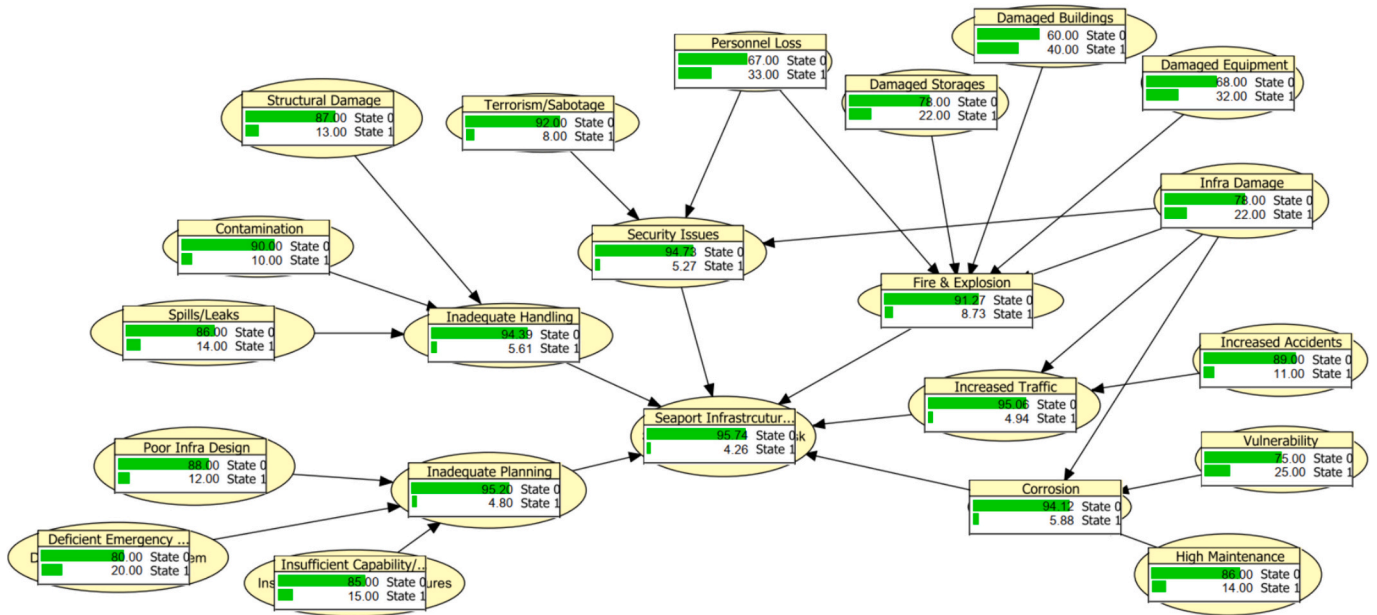 Damaged Buildings
60.00 State 0
40.00 State 1
Personnel Loss
67.00 State 0
33.00 State 1
Damaged Equipment
68.00 State 0
32.00 State 1
Damaged Storages
78.00 State 0
22.00 State 1
Structural Damage
87.00 State 0
13.00 State 1
Terrorism/Sabotage
92.00 State 0
8.00 State 1
Infra Damage
78.00 State 0
22.00 State 1
Contamination
90.00 State 0
10.00 State 1
Security Issues
94.73 State 0
5.27 State 1
Fire & Explosion
91.27 State 0
8.73 State 1
Spills/Leaks
86.00 State 0
14.00 State 1
Inadequate Handling
94.39 State 0
5.61 State 1
Increased Accidents
89.00 State 0
11.00 State 1
Increased Traffic
95.06 State 0
4.94 State 1
Seaport Infrastrcutur...
95.74 State 0sk
4.26 State 1
Poor Infra Design
88.00 State 0
12.00 State 1
Vulnerability
75.00 State 0
25.00 State 1
Inadequate Planning
95.20 State 0
4.80 State 1
Corrosion
94.12 State 0
5.88 State 1
Deficient Emergency ...
D 80.00 State 0em
20.00 State 1
Insufficient Capability/...
Ins 85.00 State 0ures
15.00 State 1
High Maintenance
86.00 State 0
14.00 State 1